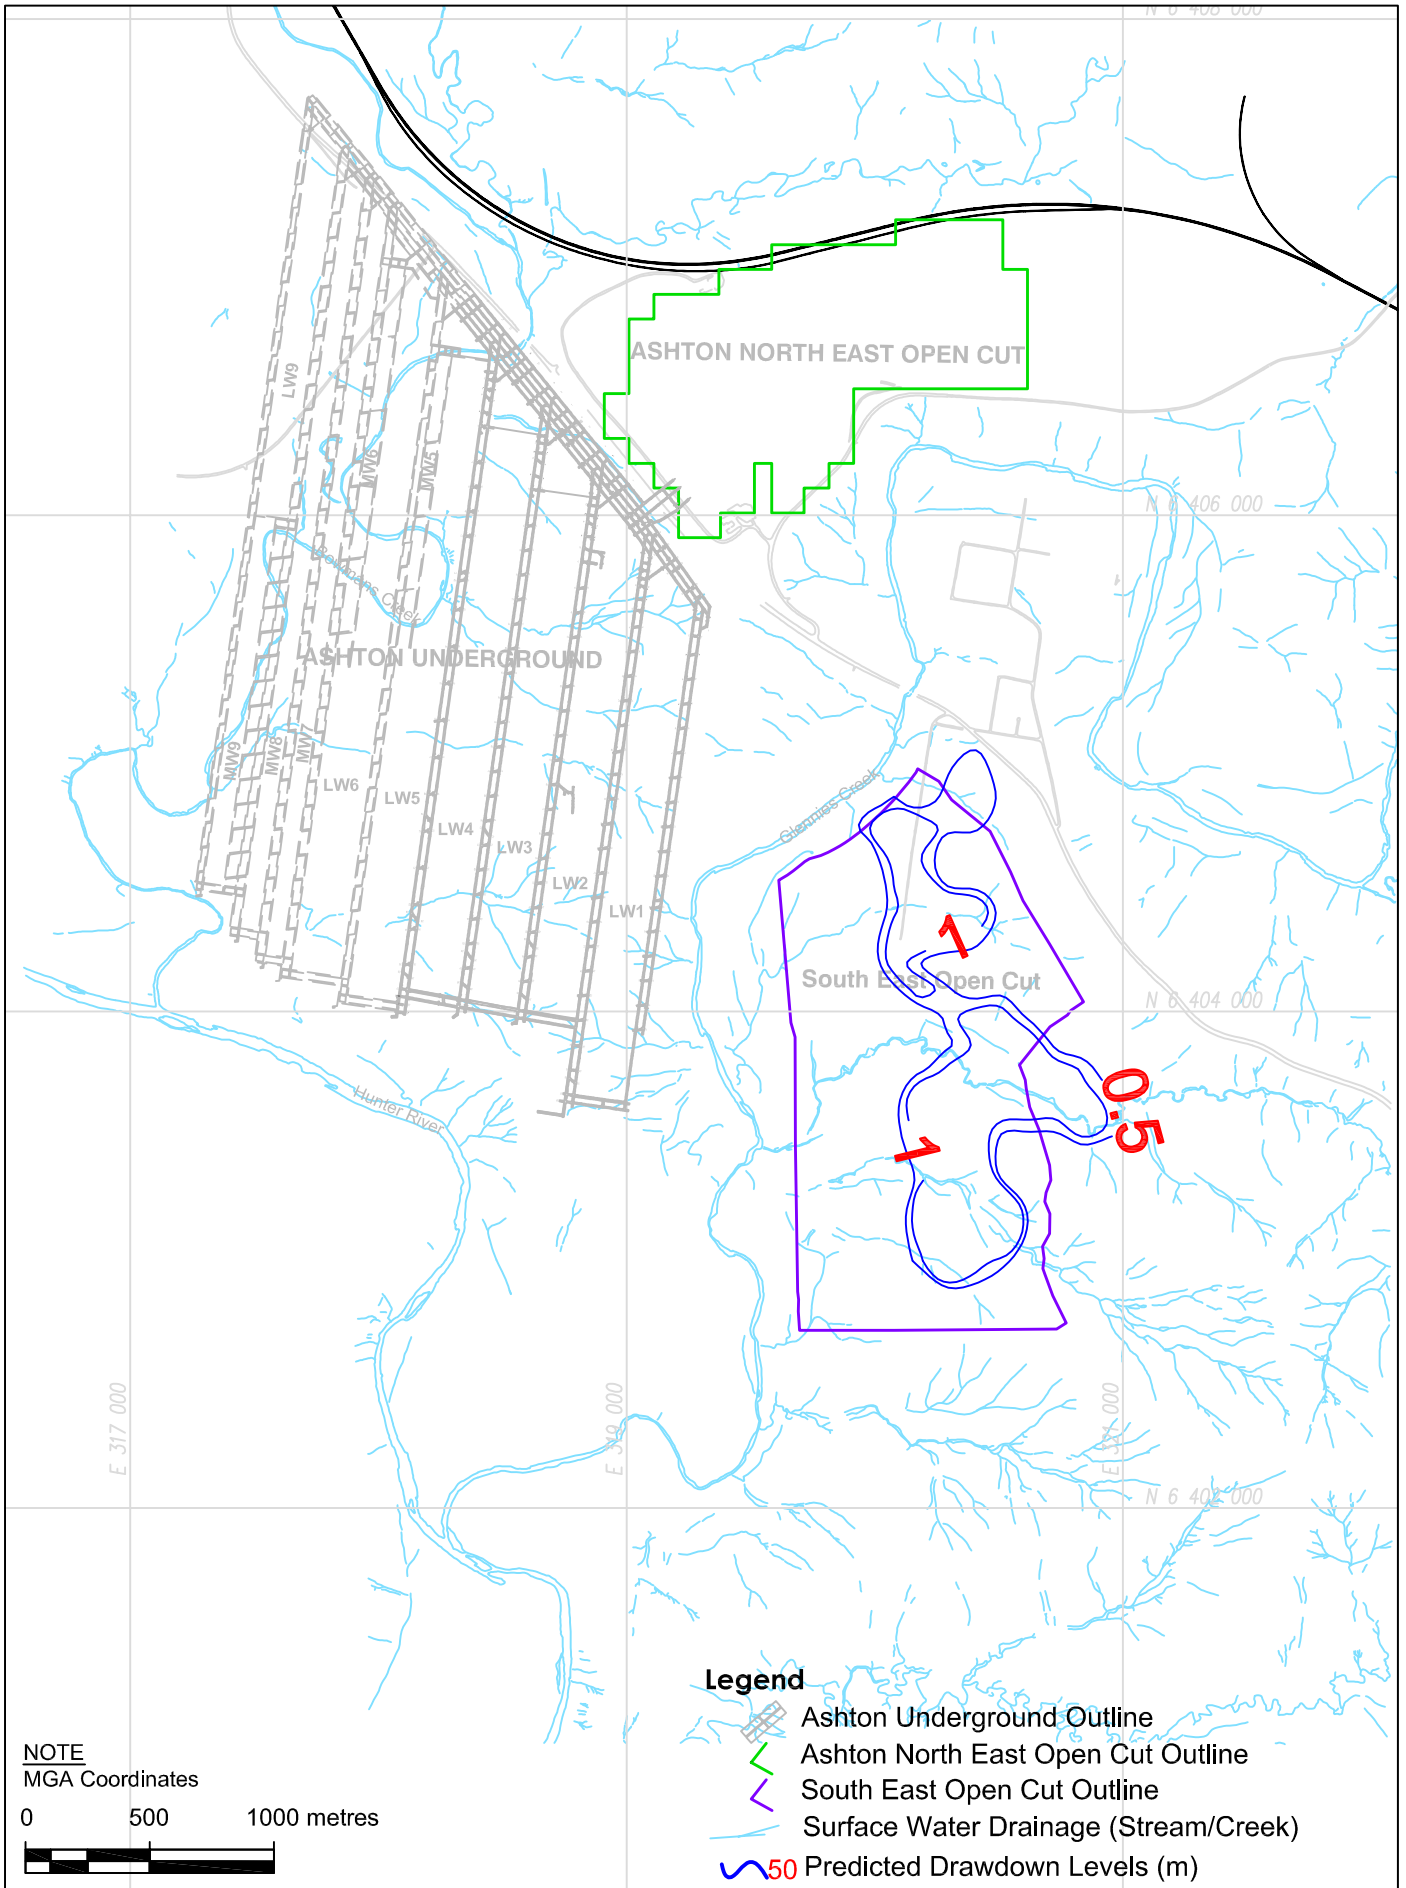 N 6 408 000
ASHTON NORTH EAST OPEN CUT
LW9
MW6
MW5
N 6 406 000
Bowmans Creek
ASHTON UNDERGROUND
MW9
MW8
MW7
LW6
LW5
LW4
LW3
LW2
LW1
Glennies Creek
1
South East Open Cut
N 6 404 000
0.5
Hunter River
1
E 317 000
E 319 000
E 321 000
N 6 402 000
Legend
Ashton Underground Outline
Ashton North East Open Cut Outline
South East Open Cut Outline
Surface Water Drainage (Stream/Creek)
50 Predicted Drawdown Levels (m)
NOTE
MGA Coordinates
0 500 1000 metres